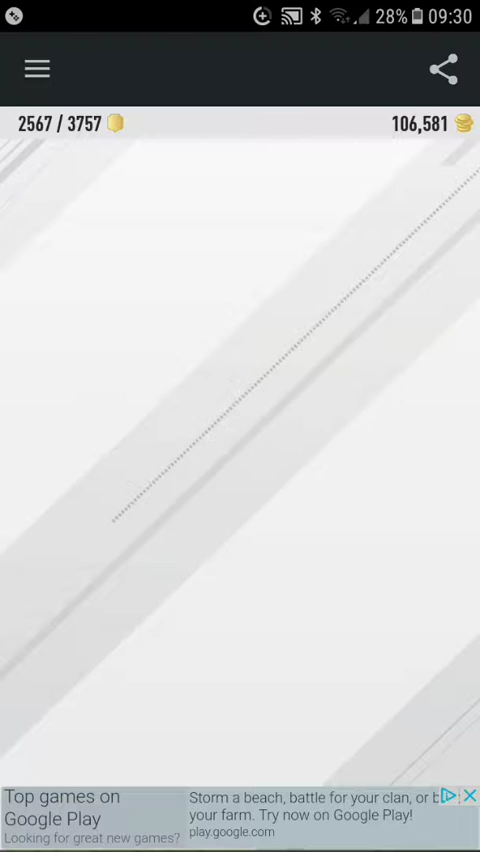 28% 09:30
2567 / 3757
106,581
Top games on
Google Play
Looking for great new games?
Storm a beach, battle for your clan, or
your farm. Try now on Google Play!
play.google.com